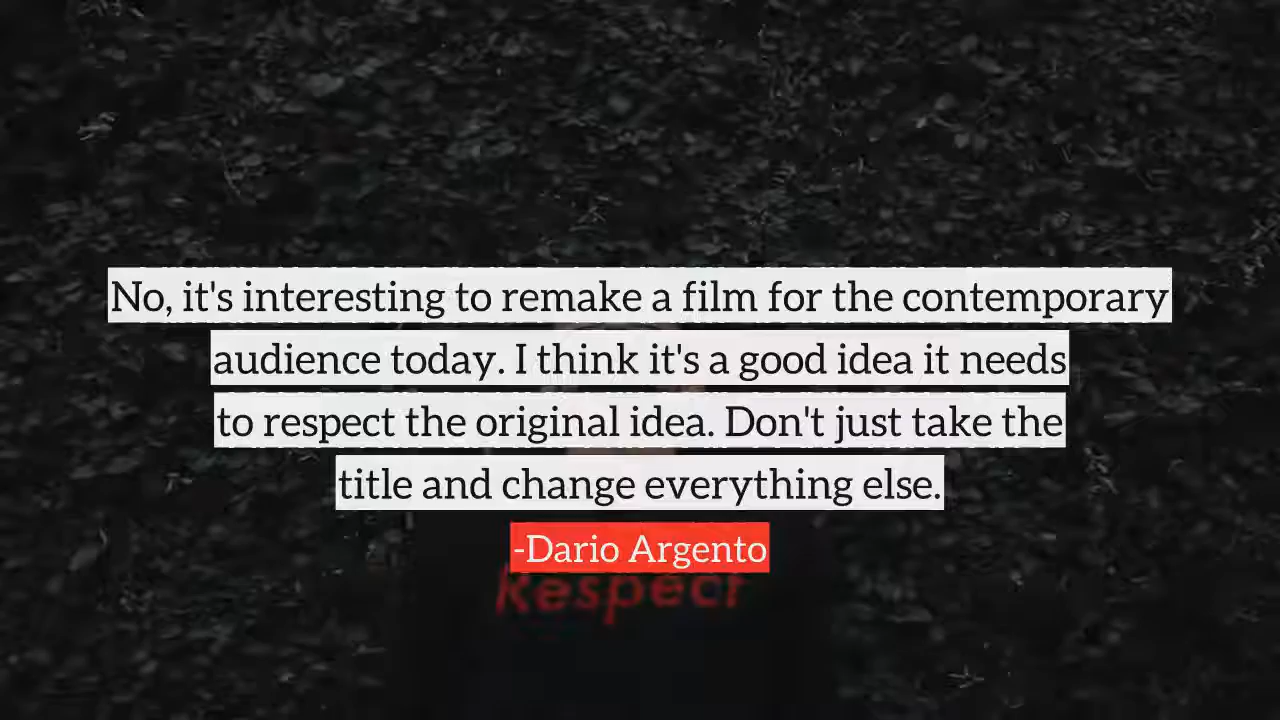 No, it's interesting to remake a film for the contemporary
audience today. I think it's a good idea it needs
to respect the original idea. Don't just take the
title and change everything else.
-Dario Argento
Respect